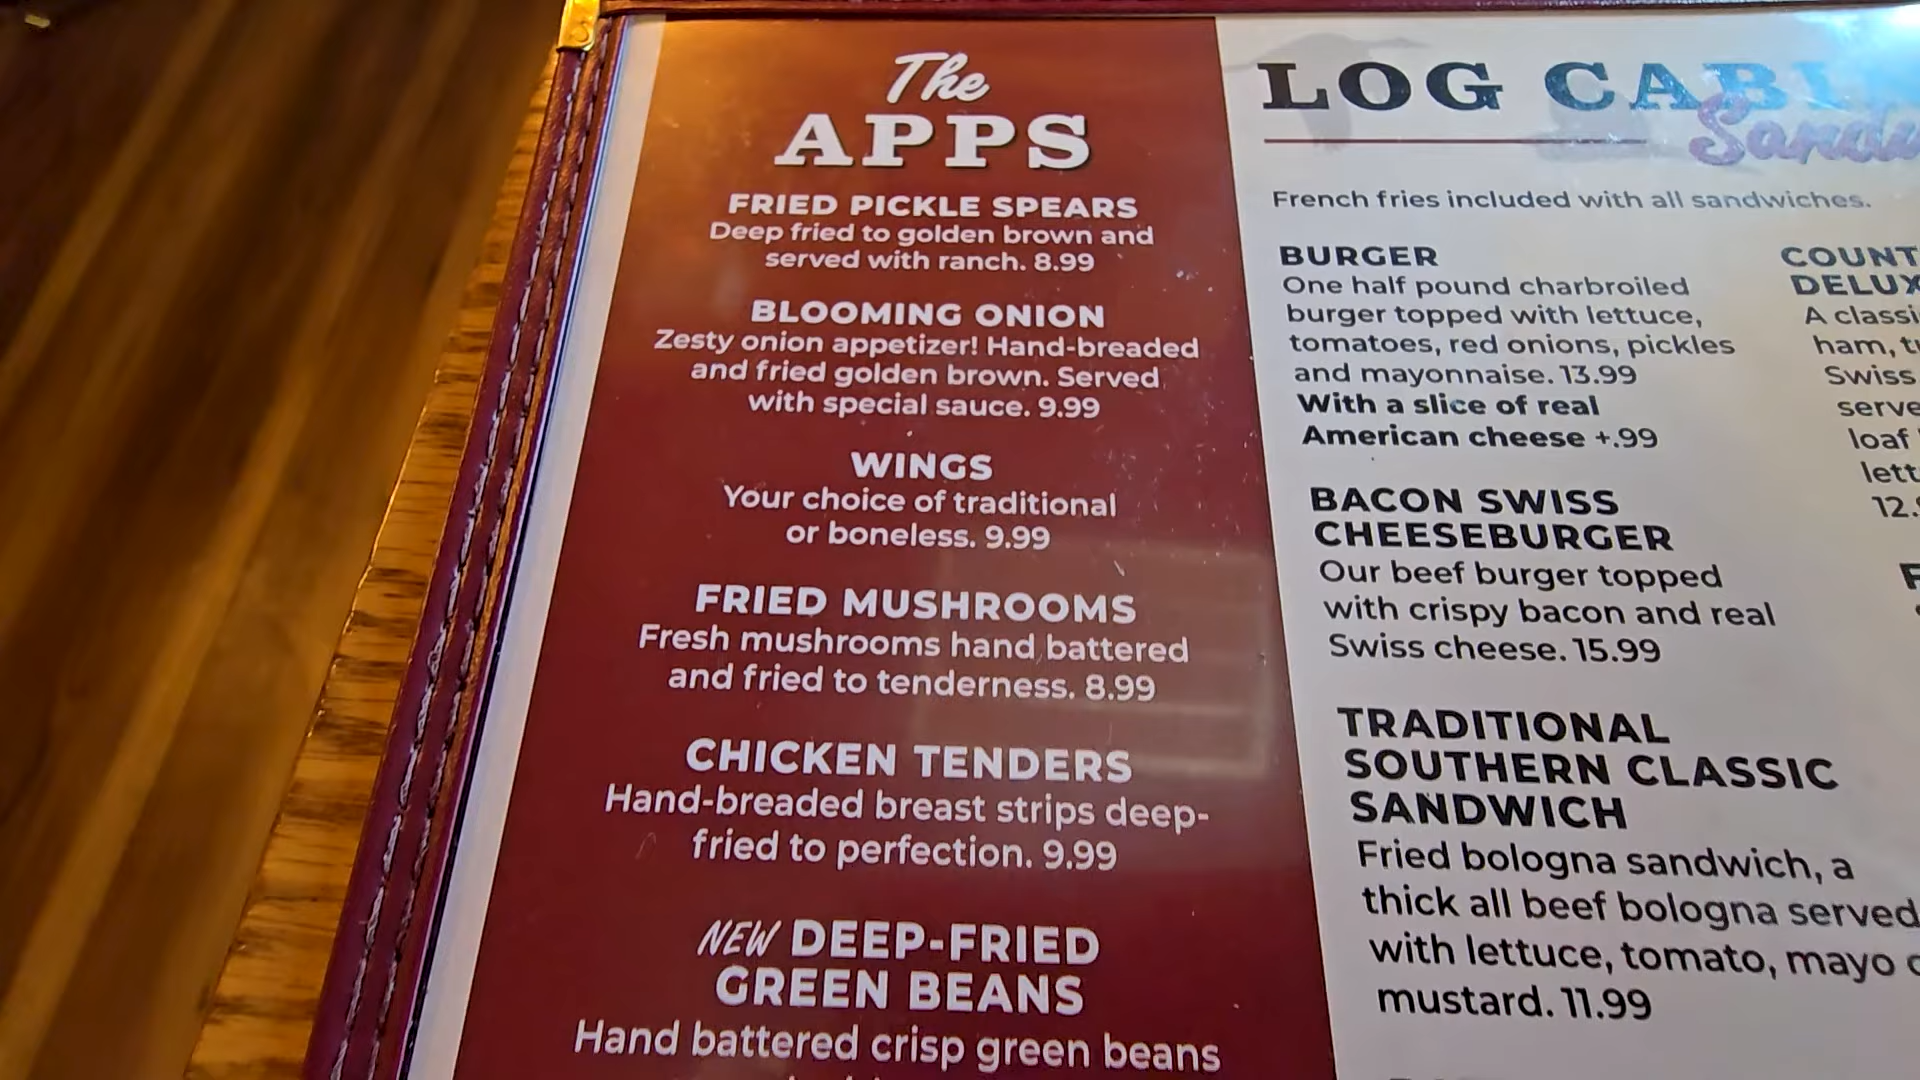 The
APPS
FRIED PICKLE SPEARS
Deep fried to golden brown and
served with ranch. 8.99
BLOOMING ONION
Zesty onion appetizer! Hand-breaded
and fried golden brown. Served
with special sauce. 9.99
WINGS
Your choice of traditional
or boneless. 9.99
FRIED MUSHROOMS
Fresh mushrooms hand battered
and fried to tenderness. 8.99
CHICKEN TENDERS
Hand-breaded breast strips deep-
fried to perfection. 9.99
NEW DEEP-FRIED
GREEN BEANS
Hand battered crisp green beans
LOG CAB
Sandw
French fries included with all sandwiches.
BURGER
One half pound charbroiled
burger topped with lettuce,
tomatoes, red onions, pickles
and mayonnaise. 13.99
With a slice of real
American cheese +.99
BACON SWISS
CHEESEBURGER
Our beef burger topped
with crispy bacon and real
Swiss cheese. 15.99
TRADITIONAL
SOUTHERN CLASSIC
SANDWICH
Fried bologna sandwich, a
thick all beef bologna served
with lettuce, tomato, mayo
mustard. 11.99
COUNT
DELUX
A classi
ham, t
Swiss
serve
loaf
lett
12.